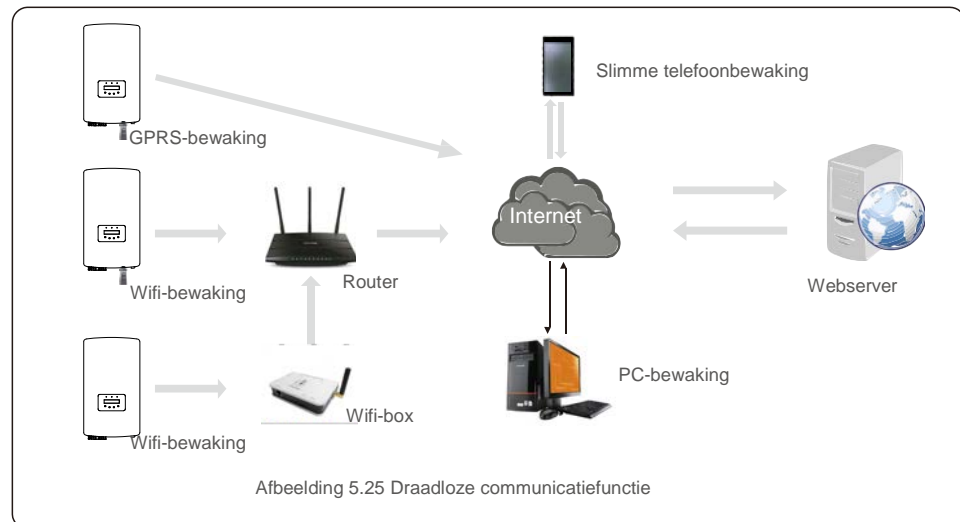 Slimme telefoonbewaking
GPRS-bewaking
Internet
Wifi-bewaking
Router
Webserver
PC-bewaking
Wifi-box
Wifi-bewaking
Afbeelding 5.25 Draadloze communicatiefunctie